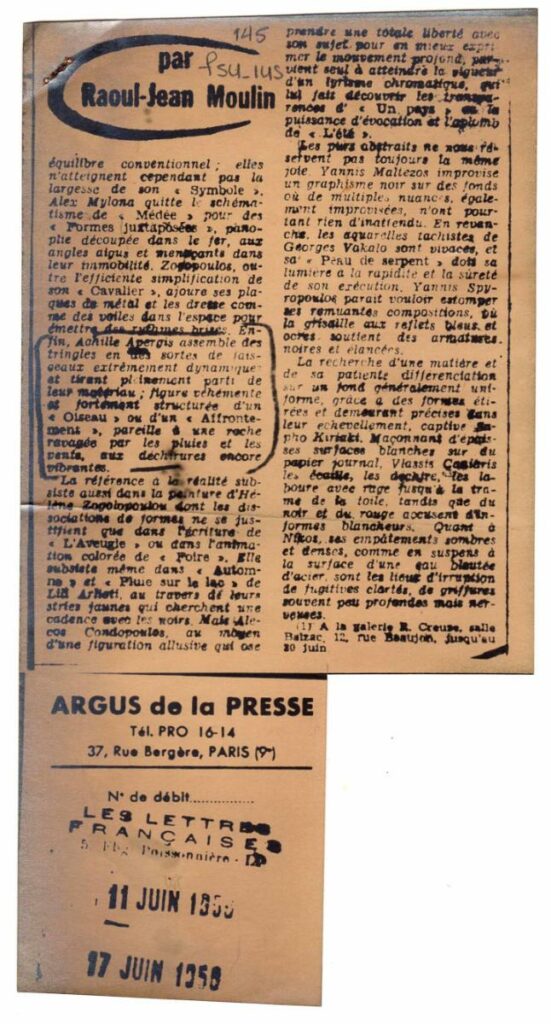 145
par
Raoul-Jean Moulin
équilibre conventionnel ; elles
n'atteignent cependant pas la
largesse de son « Symbole ».
Alex Mylona quitte le schéma-
tisme de « Médée » pour des
« Formes juxtaposées », pano-
plie découpée dans le fer, aux
angles aigus et menaçants dans
leur immobilité. Zogopoulos, ou-
tre l'efficiente simplification de
son « Cavalier », ajoure ses pla-
ques de métal et les dresse com-
me des voiles dans l'espace pour
émettre des rythmes brisés. En-
fin, Achille Apergis assemble des
tringles en des sortes de fais-
ceaux extrêmement dynamiques
et tirant pleinement parti de
leur matériau ; figure véhémente
et fortement structurée d'un
« Oiseau » ou d'un « Affronte-
ment », pareille à une roche
ravagée par les pluies et les
vents, aux déchirures encore
vibrantes.
La référence à la réalité sub-
siste aussi dans la peinture d'Hé-
lène Zogolopoulou dont les dis-
sociations de formes ne se jus-
tifient que dans l'écriture de
« L'Aveugle » ou dans l'anima-
tion colorée de « Foire ». Elle
subsiste même dans « Autom-
ne » et « Pluie sur le lac » de
Lili Arlioti, au travers de leurs
stries jaunes qui cherchent une
cadence avec les noirs. Mais Ale-
cos Condopoulos, au moyen
d'une figuration allusive qui ose
prendre une totale liberté avec
son sujet pour en mieux expri-
mer le mouvement profond, par-
vient seul à atteindre la vigueur
d'un lyrisme chromatique, qui
lui fait découvrir les transpa-
rences d' « Un pays » ou la
puissance d'évocation et l'aplomb
de « L'été ».
Les purs abstraits ne nous ré-
servent pas toujours la même
joie. Yannis Maltezos improvise
un graphisme noir sur des fonds
où de multiples nuances, égale-
ment improvisées, n'ont pour-
tant rien d'inattendu. En revan-
che, les aquarelles tachistes de
Georges Vakalo sont vivaces, et
sa « Peau de serpent » doit sa
lumière à la rapidité et la sûreté
de son exécution. Yannis Spy-
ropoulos paraît vouloir estomper
ses remuantes compositions, où
la grisaille aux reflets bleus et
ocres soutient des armatures
noires et élancées.
La recherche d'une matière et
de sa patiente différenciation
sur un fond généralement uni-
forme, grâce à des formes éti-
rées et demeurant précises dans
leur échevellement, captive
Kiriaki. Maçonnant d'épais-
ses surfaces blanches sur du
papier journal, Vlassis Caniaris
les écaille, les déchire, les la-
boure avec rage jusqu'à la tra-
me de la toile, tandis que du
noir et du rouge accusent d'in-
formes blancheurs. Quant à
Nikos, ses empâtements sombres
et denses, comme en suspens à
la surface d'une eau bleutée
d'acier, sont les lieux d'irruption
de fugitives clartés, de griffures
souvent peu profondes mais ner-
veuses.
(1) A la galerie R. Creuze, salle
Balzac, 12, rue Beaujon, jusqu'au
20 juin
ARGUS de la PRESSE
Tél. PRO 16-14
37, Rue Bergère, PARIS (9e)
N° de débit
LES LETTRES
FRANÇAISES
Poissonnière
11 JUIN 1958
17 JUIN 1958